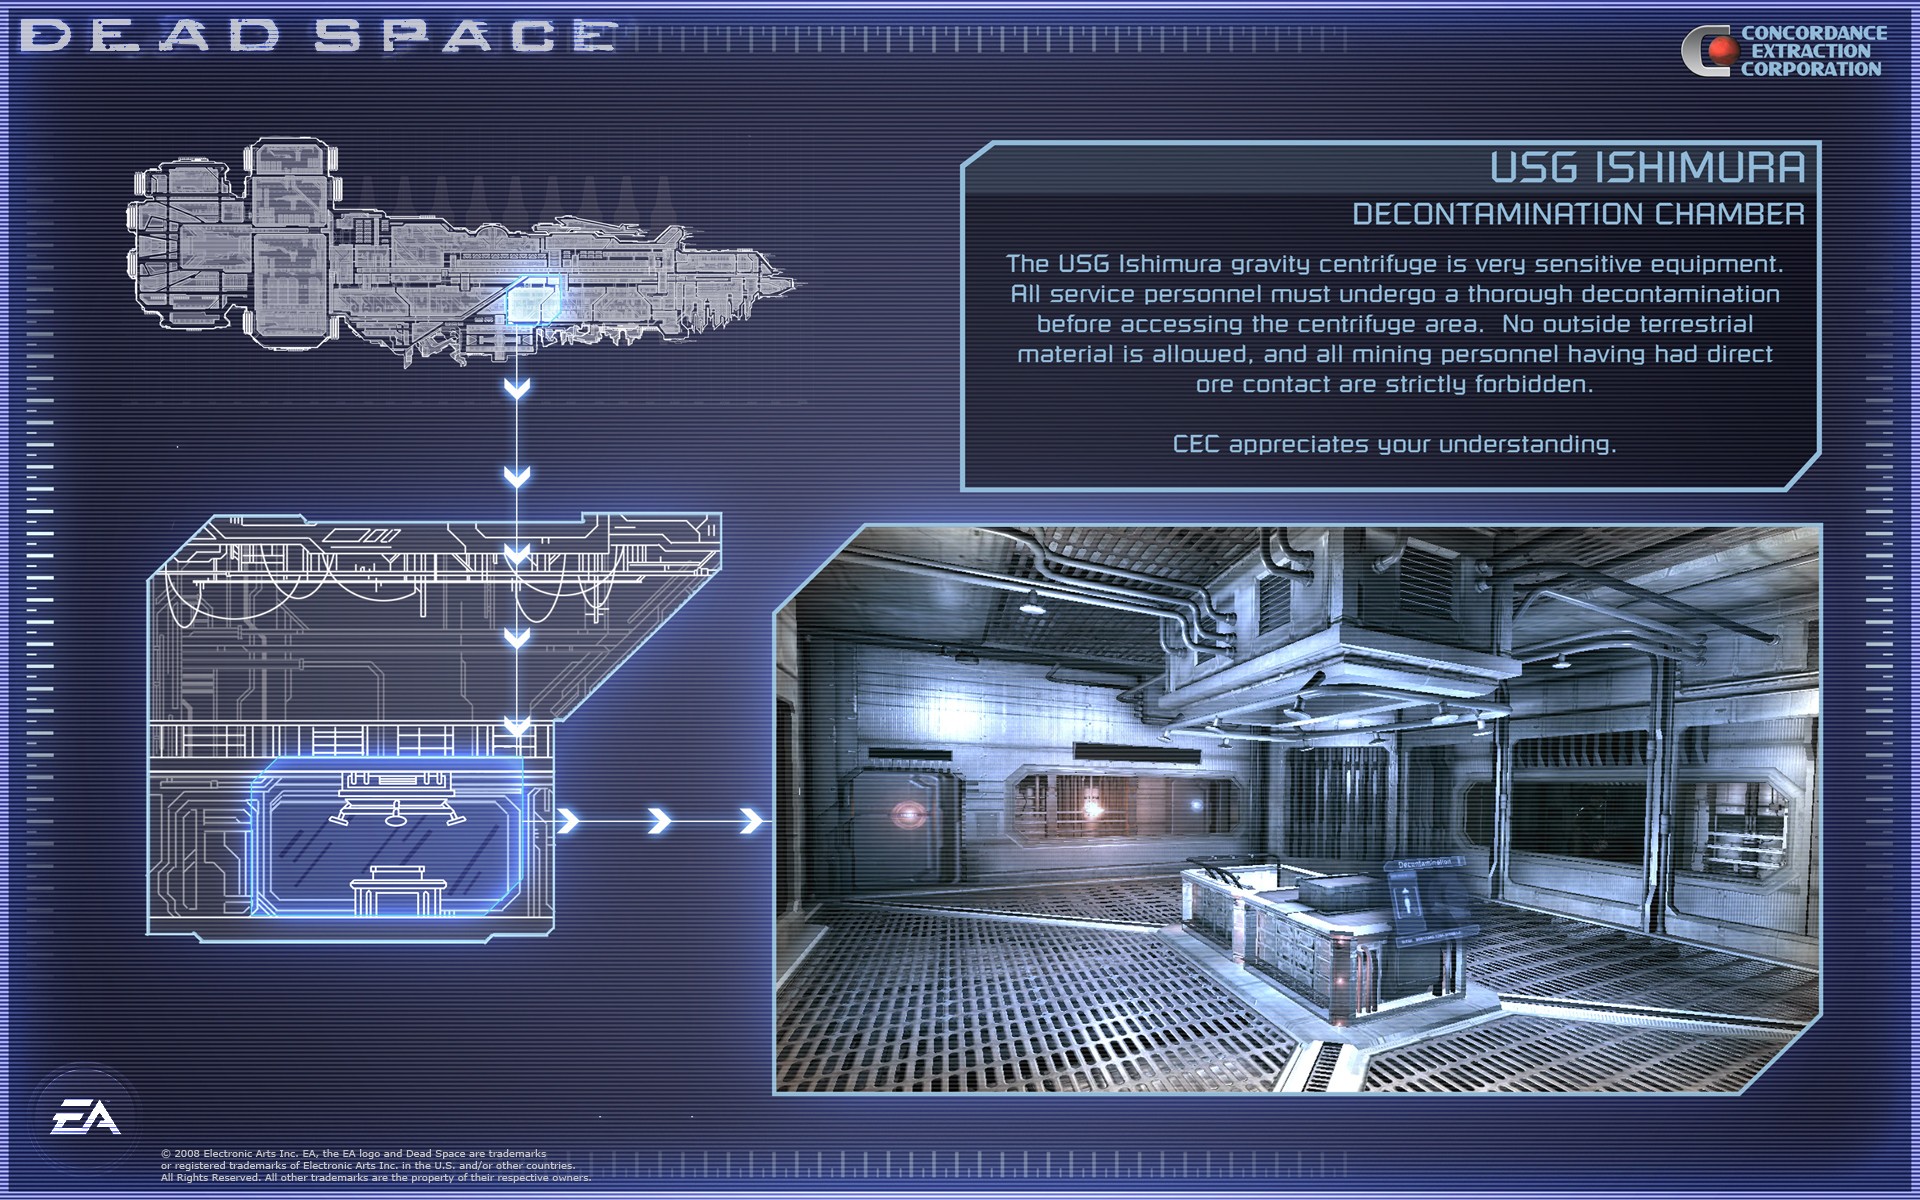 DEAD SPACE
CONCORDANCE
EXTRACTION
CORPORATION
USG ISHIMURA
DECONTAMINATION CHAMBER
The USG Ishimura gravity centrifuge is very sensitive equipment.
All service personnel must undergo a thorough decontamination
before accessing the centrifuge area.  No outside terrestrial
material is allowed, and all mining personnel having had direct
ore contact are strictly forbidden.
CEC appreciates your understanding.
Decontamination
EA
© 2008 Electronic Arts Inc. EA, the EA logo and Dead Space are trademarks
or registered trademarks of Electronic Arts Inc. in the U.S. and/or other countries.
All Rights Reserved. All other trademarks are the property of their respective owners.